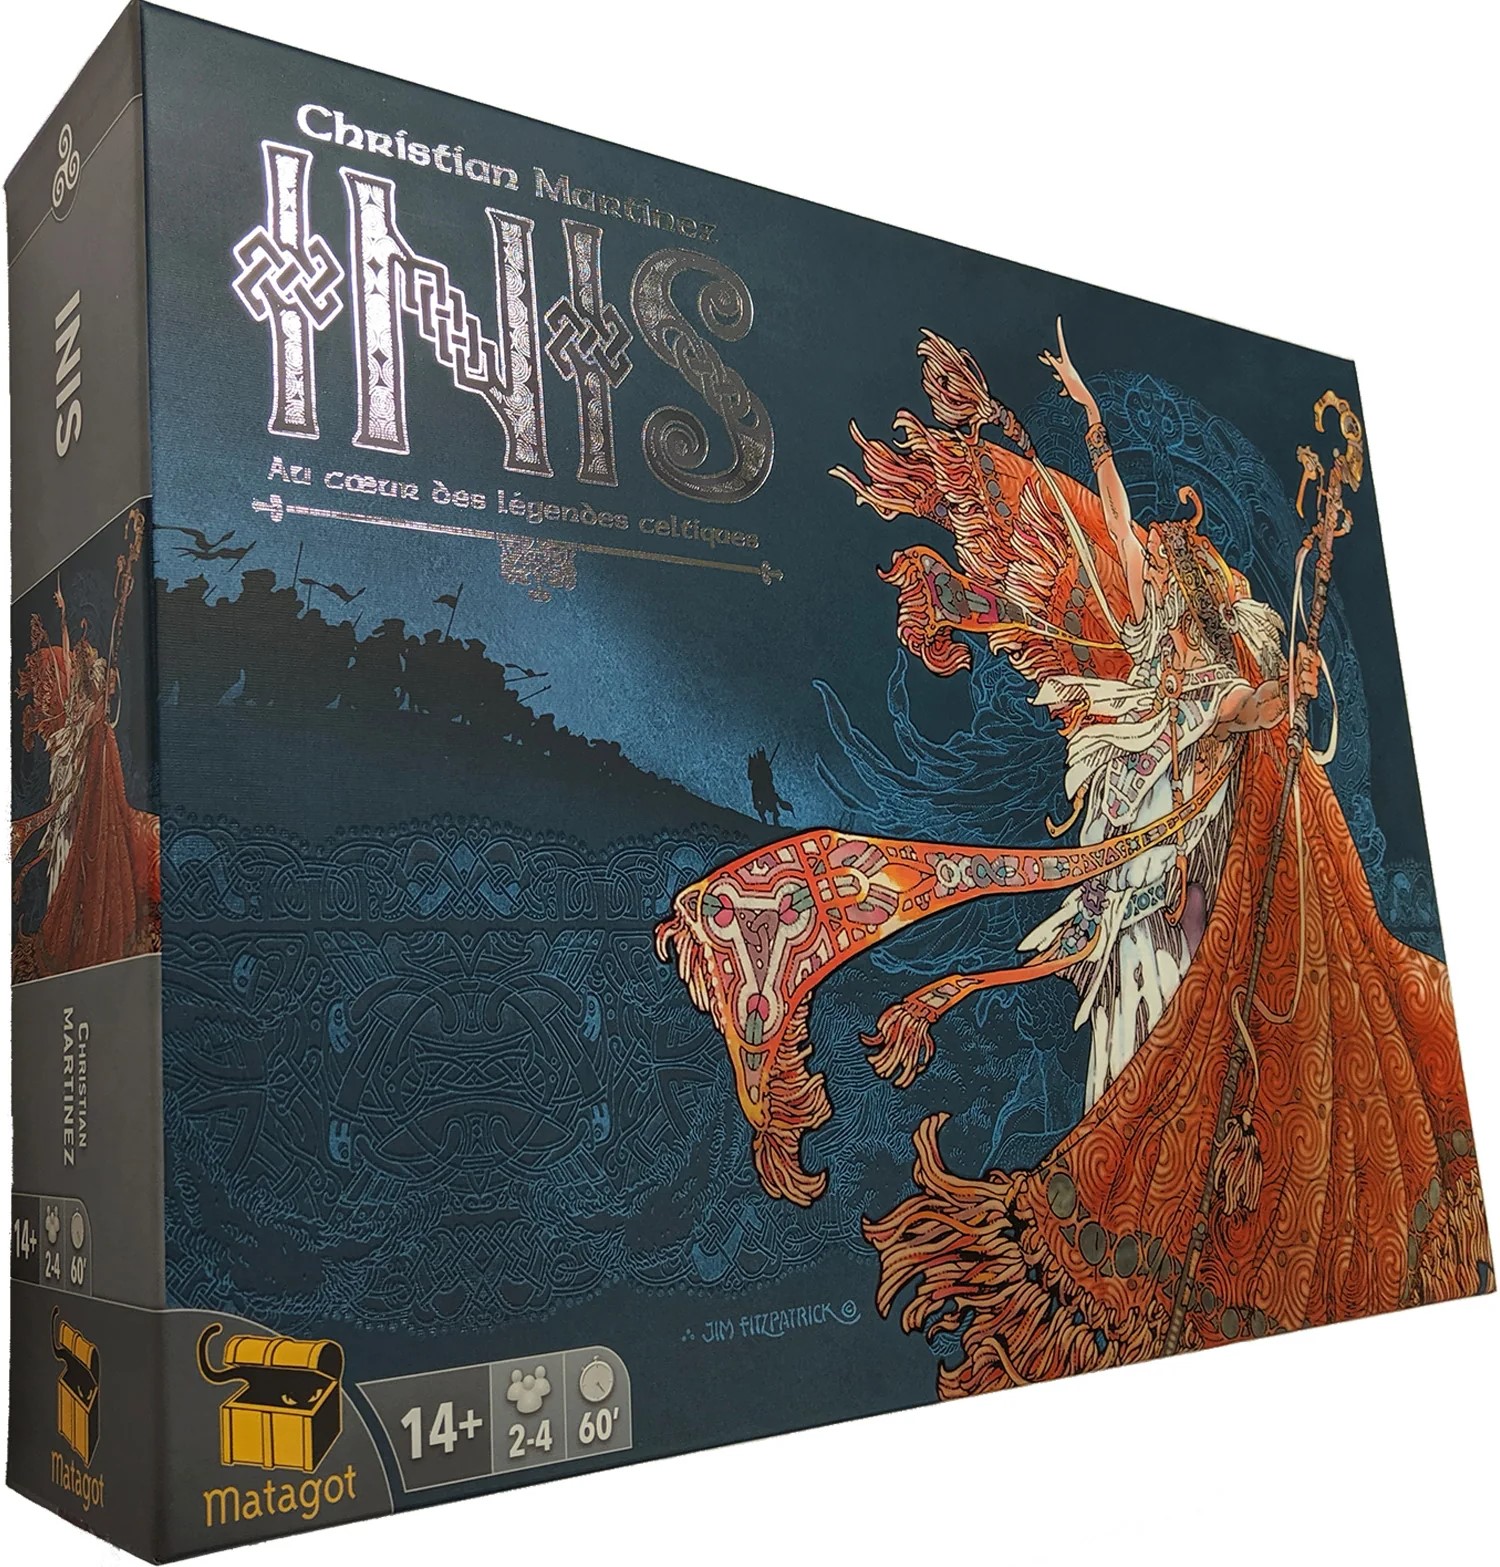 Christian Martinez
INIS
Au cœur des légendes celtiques
JIM FITZPATRICK ©
14+
2-4
60'
Matagot
INIS
CHRISTIAN
MARTINEZ
14+
2-4
60'
Matagot